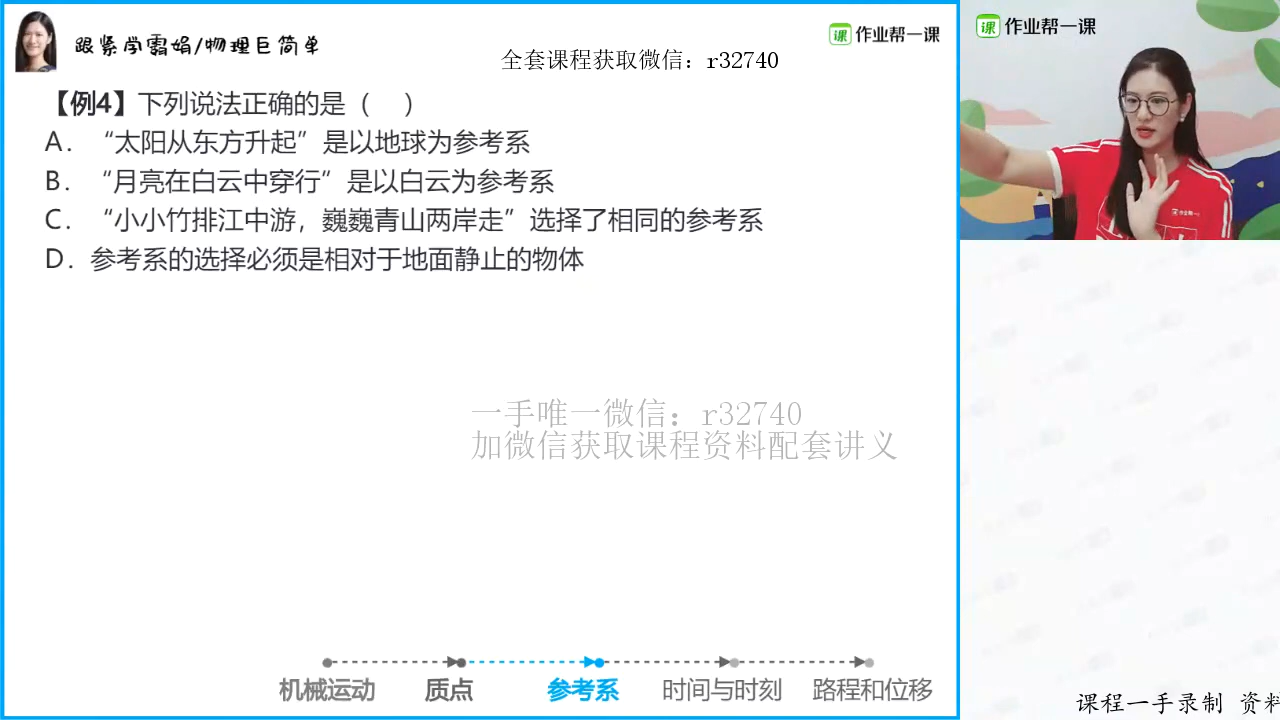 跟紧学霸娟/物理巨简单
课 作业帮一课
课 作业帮一课
全套课程获取微信：r32740
【例4】下列说法正确的是（ ）
A．“太阳从东方升起”是以地球为参考系
B．“月亮在白云中穿行”是以白云为参考系
C．“小小竹排江中游，巍巍青山两岸走”选择了相同的参考系
D．参考系的选择必须是相对于地面静止的物体
一手唯一微信：r32740
加微信获取课程资料配套讲义
机械运动 质点 参考系 时间与时刻 路程和位移
课程一手录制 资料